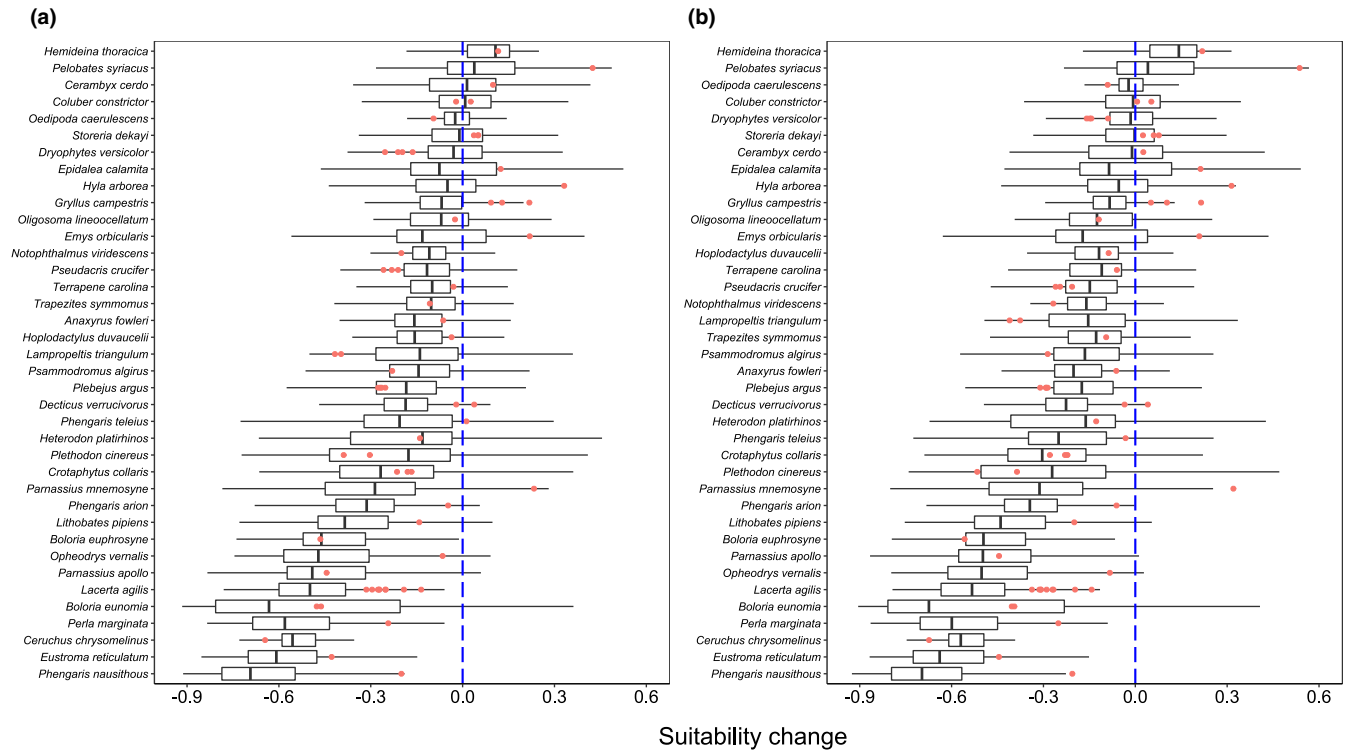 (a)
Hemideina thoracica
Pelobates syriacus
Cerambyx cerdo
Coluber constrictor
Oedipoda caerulescens
Storeria dekayi
Dryophytes versicolor
Epidalea calamita
Hyla arborea
Gryllus campestris
Oligosoma lineoocellatum
Emys orbicularis
Notophthalmus viridescens
Pseudacris crucifer
Terrapene carolina
Trapezites symmomus
Anaxyrus fowleri
Hoplodactylus duvaucelii
Lampropeltis triangulum
Psammodromus algirus
Plebejus argus
Decticus verrucivorus
Phengaris teleius
Heterodon platirhinos
Plethodon cinereus
Crotaphytus collaris
Parnassius mnemosyne
Phengaris arion
Lithobates pipiens
Boloria euphrosyne
Opheodrys vernalis
Parnassius apollo
Lacerta agilis
Boloria eunomia
Perla marginata
Ceruchus chrysomelinus
Eustroma reticulatum
Phengaris nausithous
-0.9 -0.6 -0.3 0.0 0.3 0.6
(b)
Hemideina thoracica
Pelobates syriacus
Oedipoda caerulescens
Coluber constrictor
Dryophytes versicolor
Storeria dekayi
Cerambyx cerdo
Epidalea calamita
Hyla arborea
Gryllus campestris
Oligosoma lineoocellatum
Emys orbicularis
Hoplodactylus duvaucelii
Terrapene carolina
Pseudacris crucifer
Notophthalmus viridescens
Lampropeltis triangulum
Trapezites symmomus
Psammodromus algirus
Anaxyrus fowleri
Plebejus argus
Decticus verrucivorus
Heterodon platirhinos
Phengaris teleius
Crotaphytus collaris
Plethodon cinereus
Parnassius mnemosyne
Phengaris arion
Lithobates pipiens
Boloria euphrosyne
Parnassius apollo
Opheodrys vernalis
Lacerta agilis
Boloria eunomia
Perla marginata
Ceruchus chrysomelinus
Eustroma reticulatum
Phengaris nausithous
-0.9 -0.6 -0.3 0.0 0.3 0.6
Suitability change